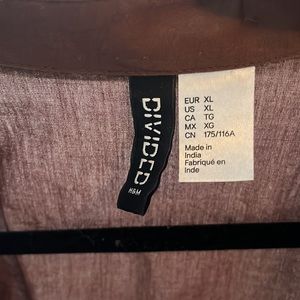 DIVIDED
H&M
EUR XL
US XL
CA TG
MX XG
CN 175/116A
Made in
India
Fabriqué en
Inde